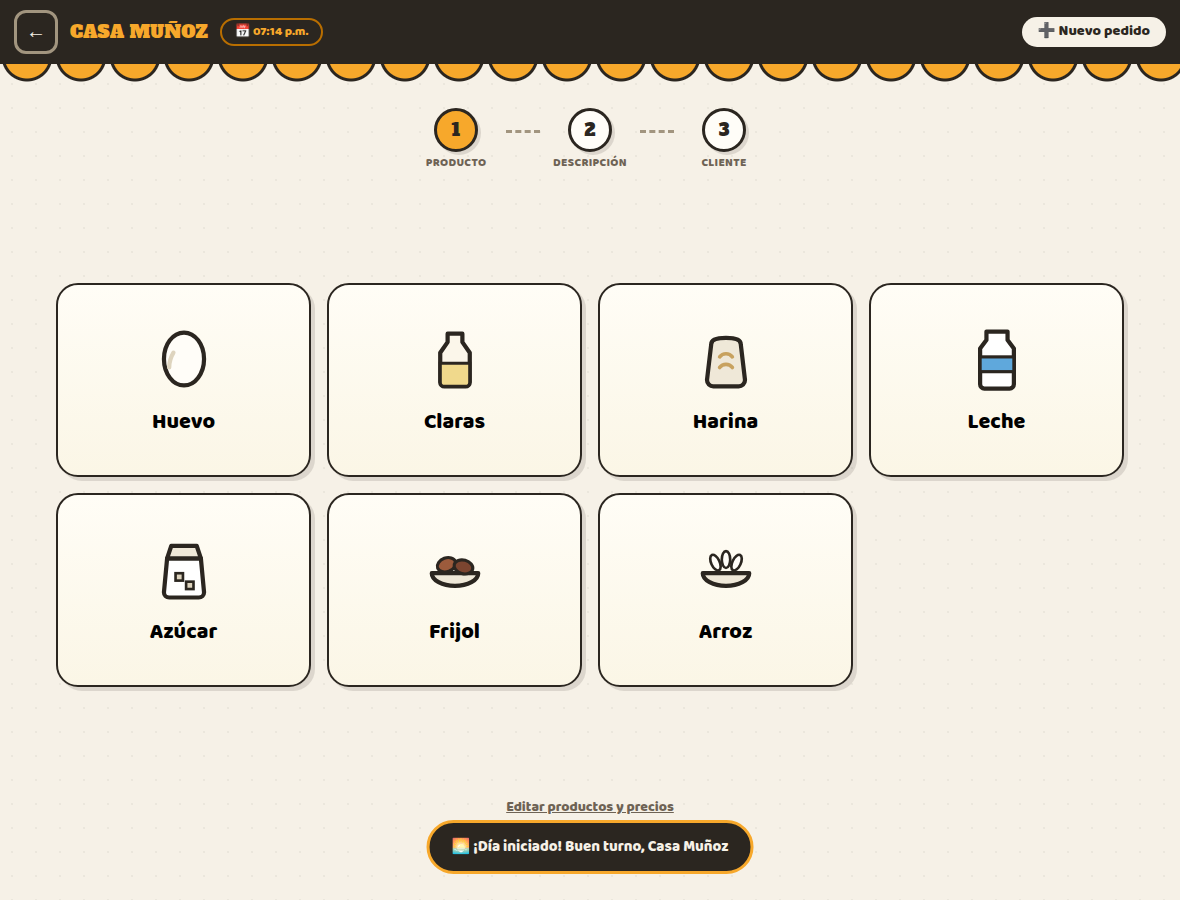 ←
CASA MUÑOZ
📅 07:14 p.m.
➕ Nuevo pedido
1
2
3
PRODUCTO
DESCRIPCIÓN
CLIENTE
Huevo
Claras
Harina
Leche
Azúcar
Frijol
Arroz
Editar productos y precios
🌅 ¡Día iniciado! Buen turno, Casa Muñoz